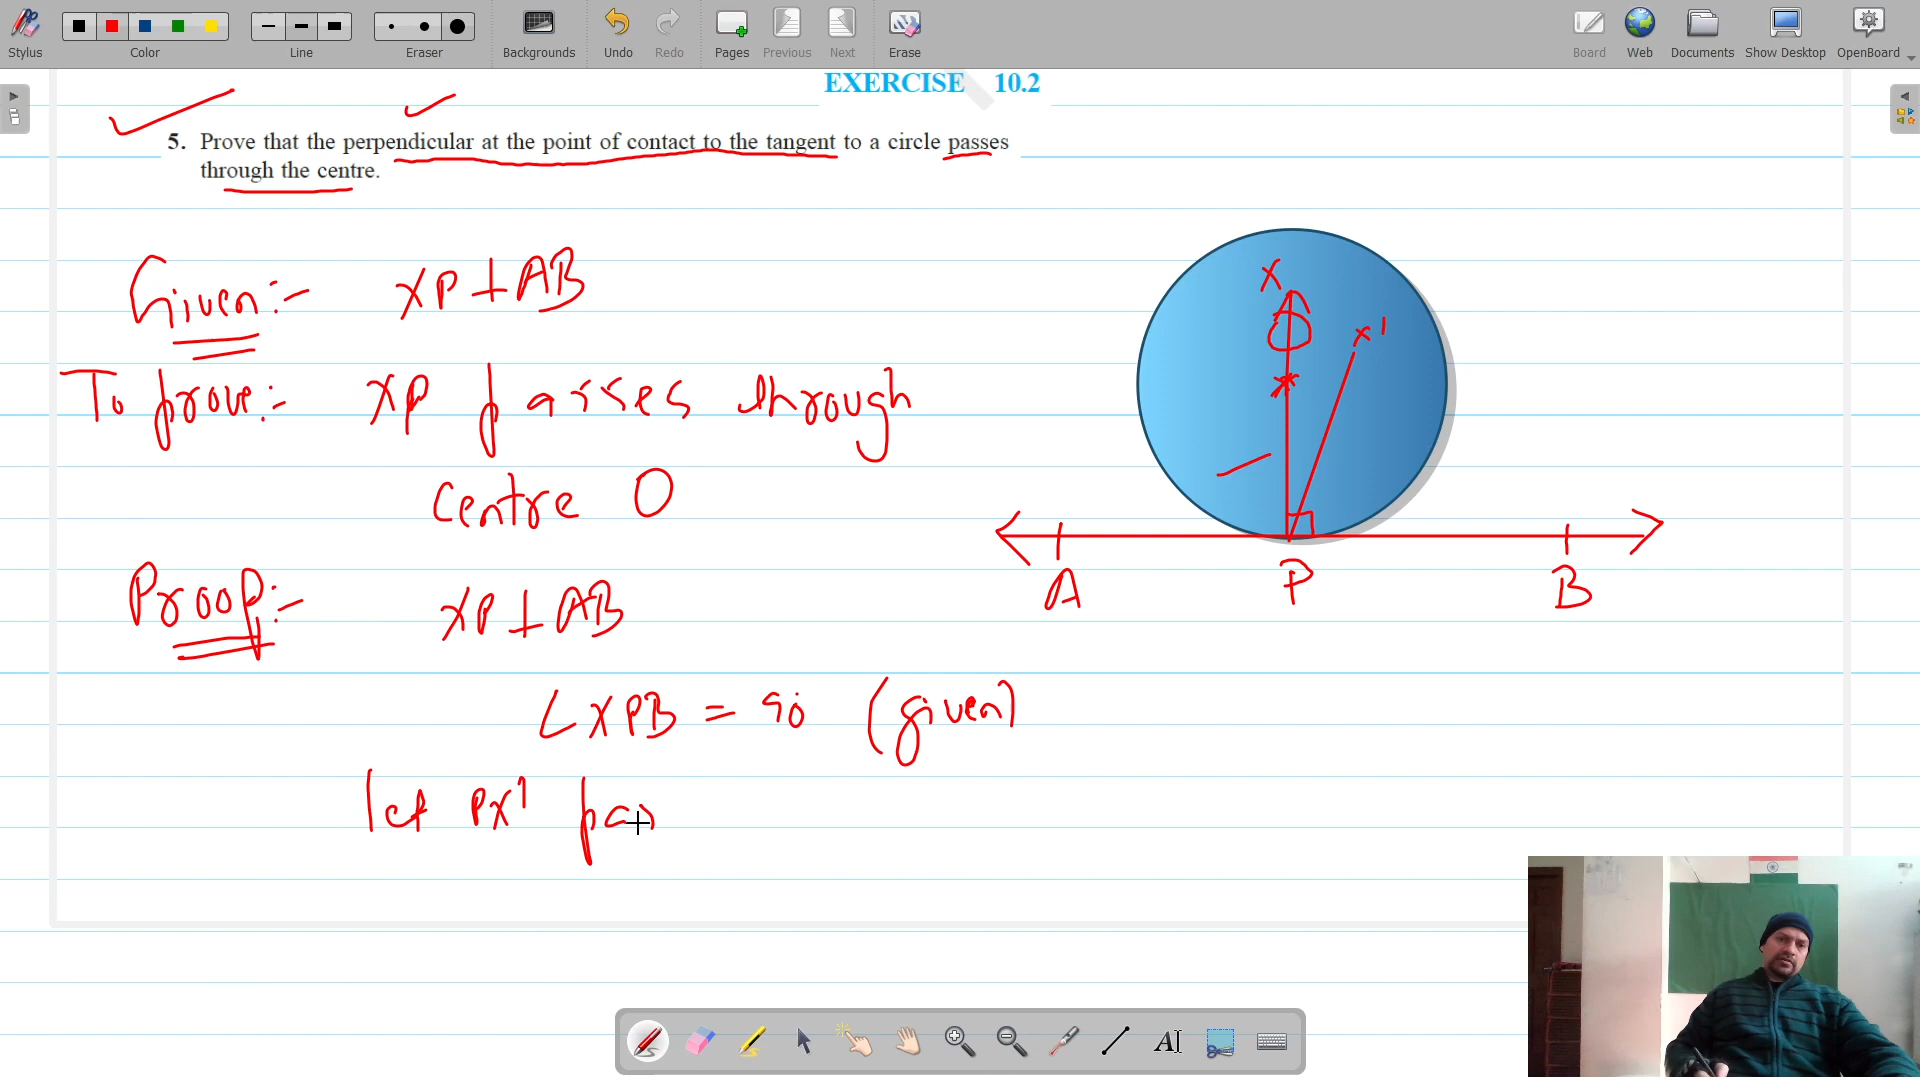 Stylus
Color
Line
Eraser
Backgrounds
Undo
Redo
Pages
Previous
Next
Erase
Board
Web
Documents
Show Desktop
OpenBoard
EXERCISE 10.2
5. Prove that the perpendicular at the point of contact to the tangent to a circle passes
through the centre.
Given:- XP ⊥ AB
To prove:- XP passes through
Centre O
Proof:- XP ⊥ AB
∠XPB = 90 (given)
let PX' pas
X
X'
A
P
B